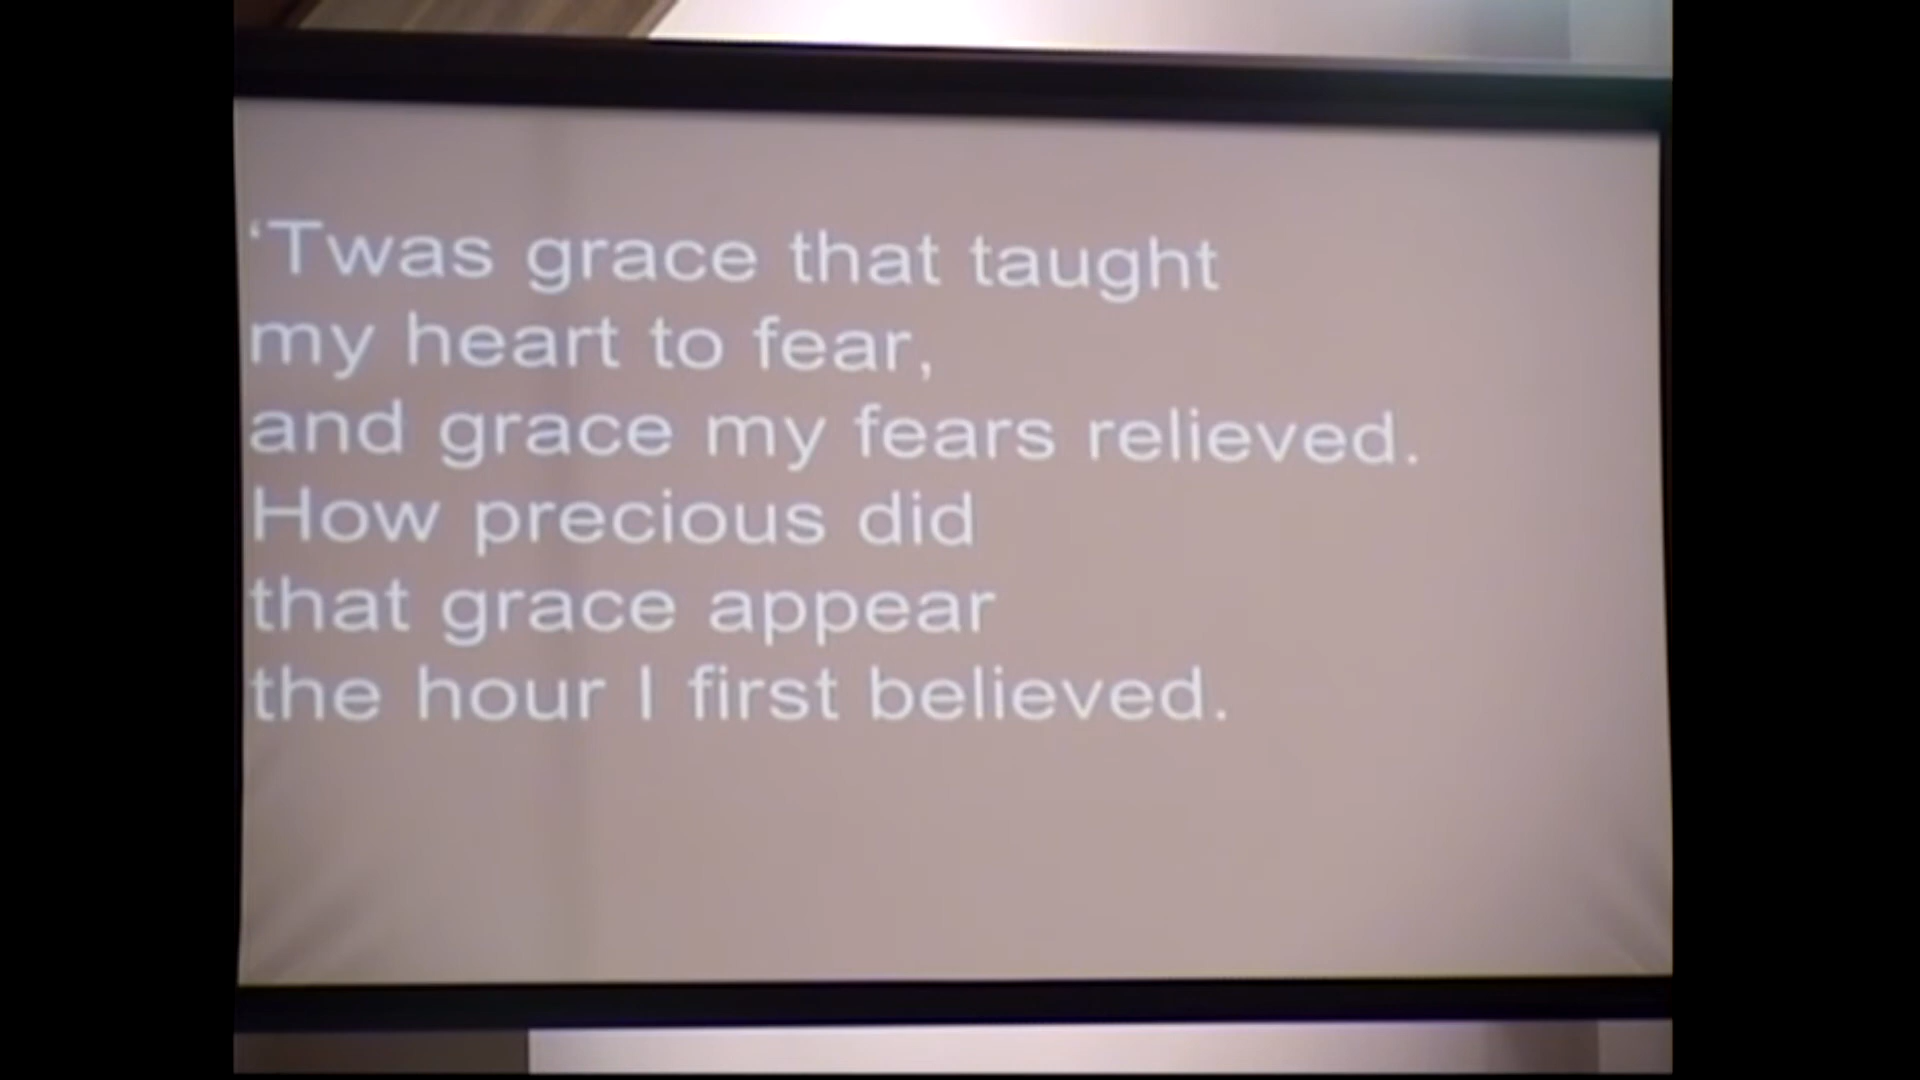 ‘Twas grace that taught
my heart to fear,
and grace my fears relieved.
How precious did
that grace appear
the hour I first believed.